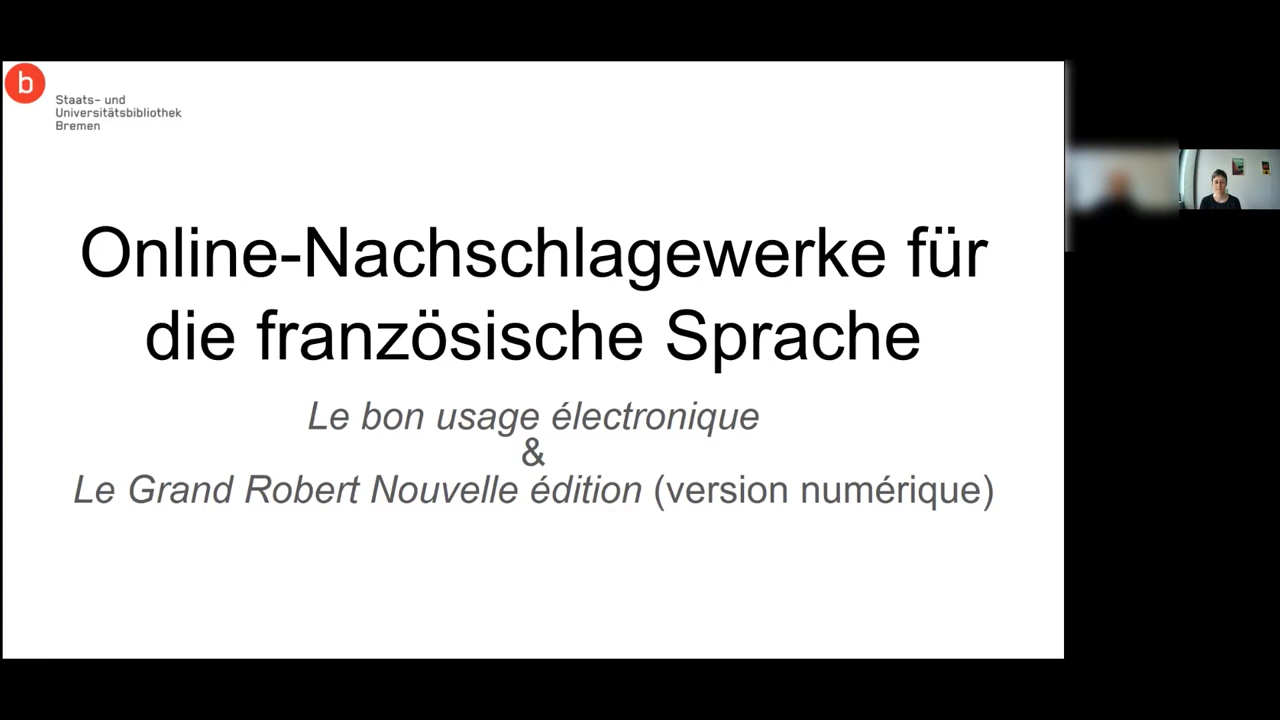 b
Staats- und
Universitätsbibliothek
Bremen
Online-Nachschlagewerke für
die französische Sprache
Le bon usage électronique
&
Le Grand Robert Nouvelle édition (version numérique)